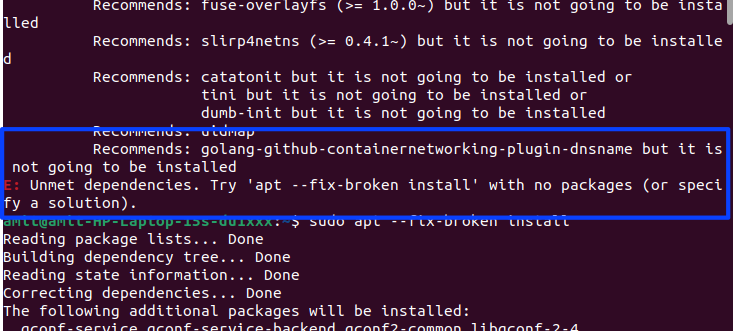 Recommends: fuse-overlayfs (>= 1.0.0~) but it is not going to be insta
lled
Recommends: slirp4netns (>= 0.4.1~) but it is not going to be installe
d
Recommends: catatonit but it is not going to be installed or
tini but it is not going to be installed or
dumb-init but it is not going to be installed
Recommends: uidmap
Recommends: golang-github-containernetworking-plugin-dnsname but it is
not going to be installed
E: Unmet dependencies. Try 'apt --fix-broken install' with no packages (or speci
fy a solution).
amit@amit-HP-Laptop-15s-du1xxx:~$ sudo apt --fix-broken install
Reading package lists... Done
Building dependency tree... Done
Reading state information... Done
Correcting dependencies... Done
The following additional packages will be installed:
gconf-service gconf-service-backend gconf2-common libgconf-2-4